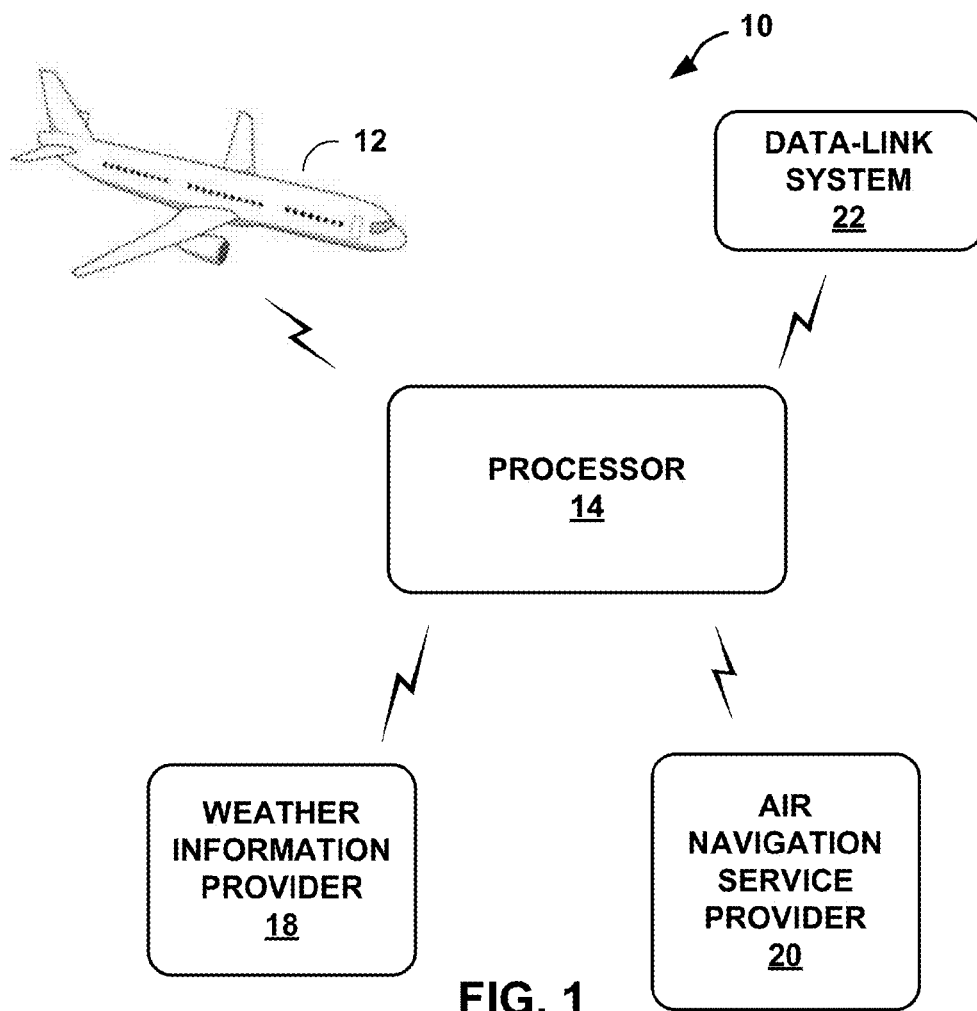 10
12
DATA-LINK
SYSTEM
22
PROCESSOR
14
WEATHER
INFORMATION
PROVIDER
18
AIR
NAVIGATION
SERVICE
PROVIDER
20
FIG. 1